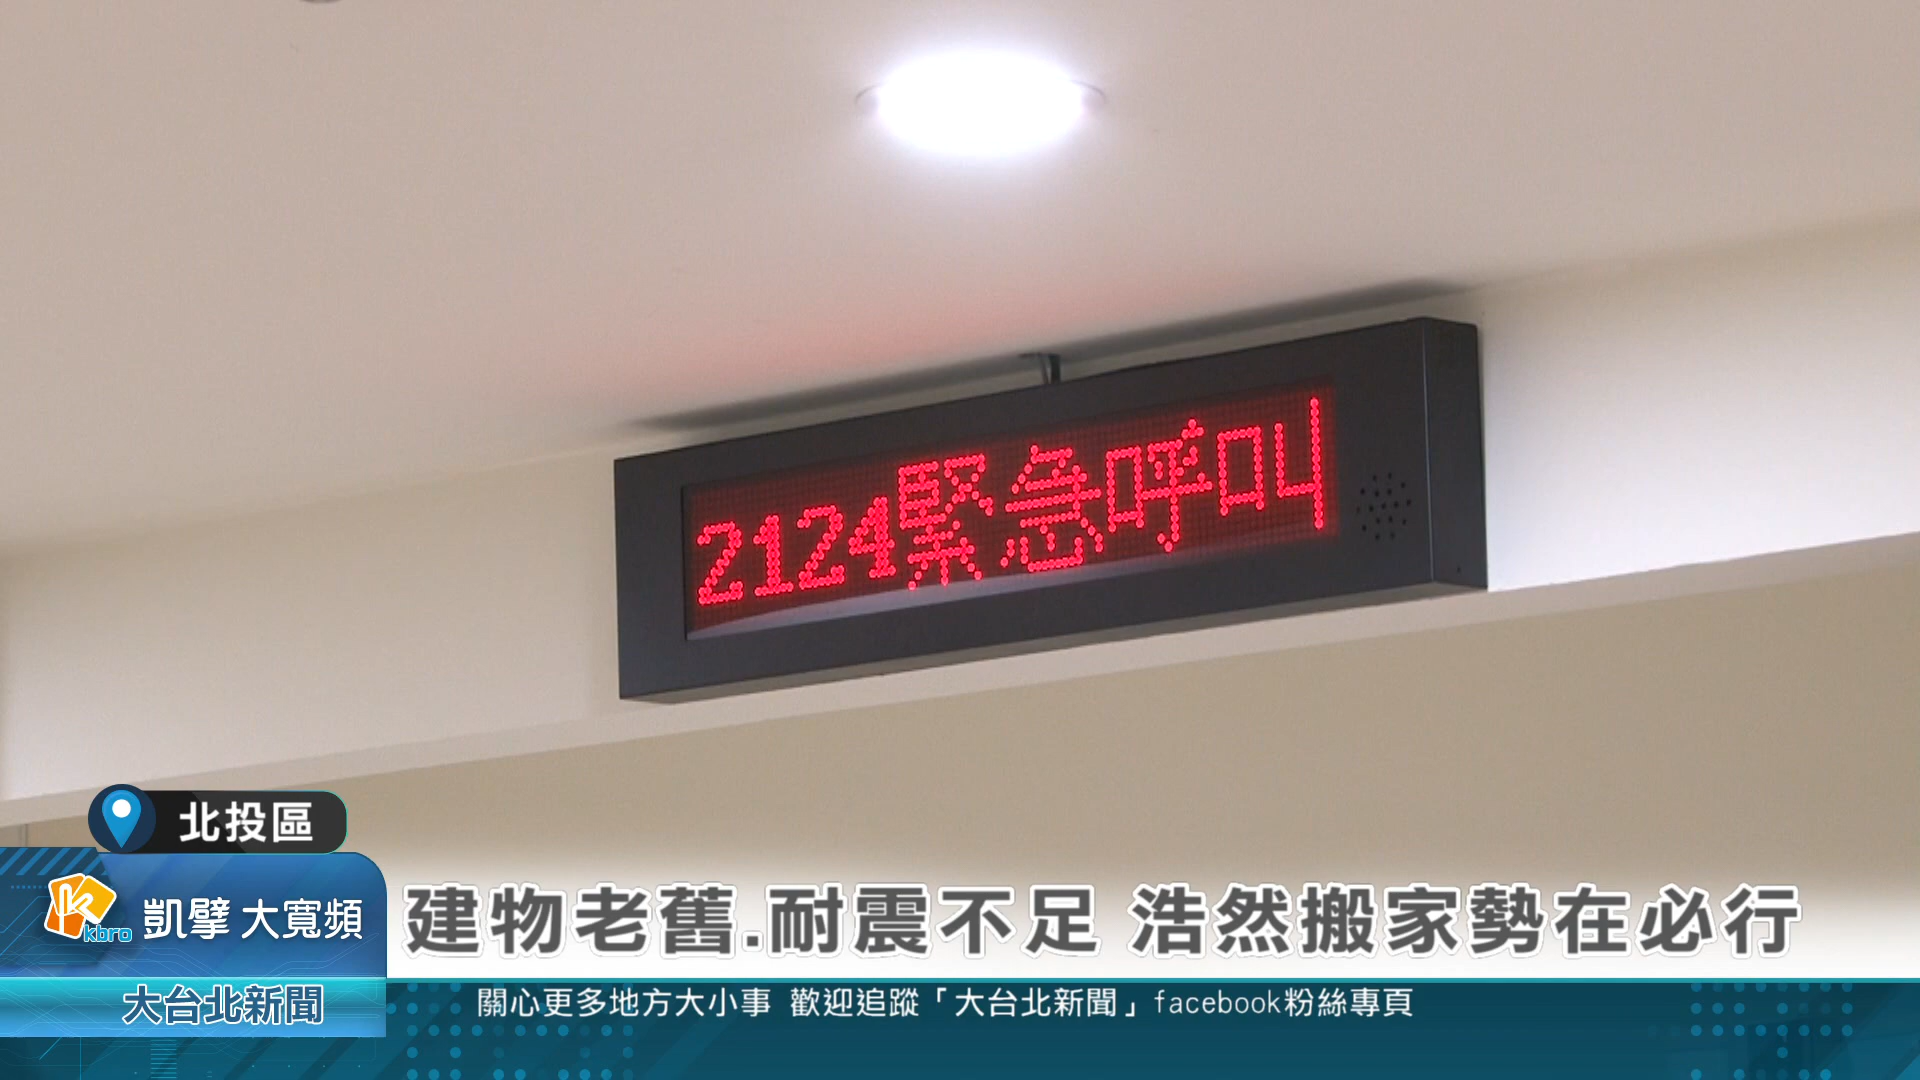 2124緊急呼叫
北投區
kbro
凱擘 大寬頻
建物老舊.耐震不足 浩然搬家勢在必行
大台北新聞
關心更多地方大小事 歡迎追蹤「大台北新聞」facebook粉絲專頁